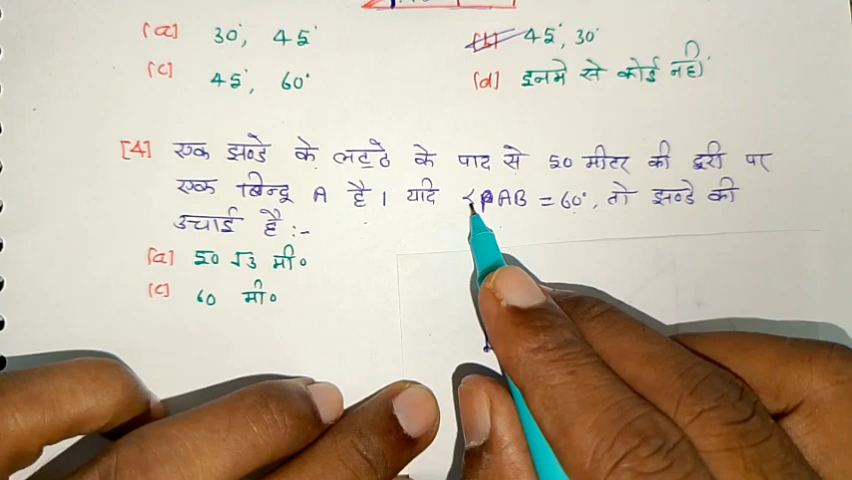 (a) 30°, 45°
(b) 45°, 30°
(c) 45°, 60°
(d) इनमे से कोई नही
[4] एक झण्डे के लट्ठे के पाद से 50 मीटर की दूरी पर
एक बिन्दू A है। यदि ∠PAB = 60°, तो झण्डे की
उचाई है :-
(a) 50√3 मी०
(c) 60 मी०